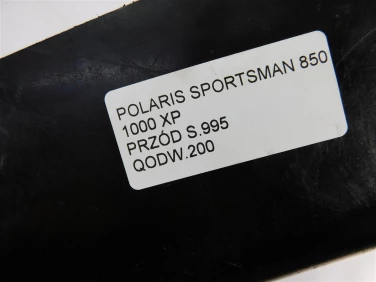 POLARIS SPORTSMAN 850
1000 XP
PRZÓD S.995
QODW.200